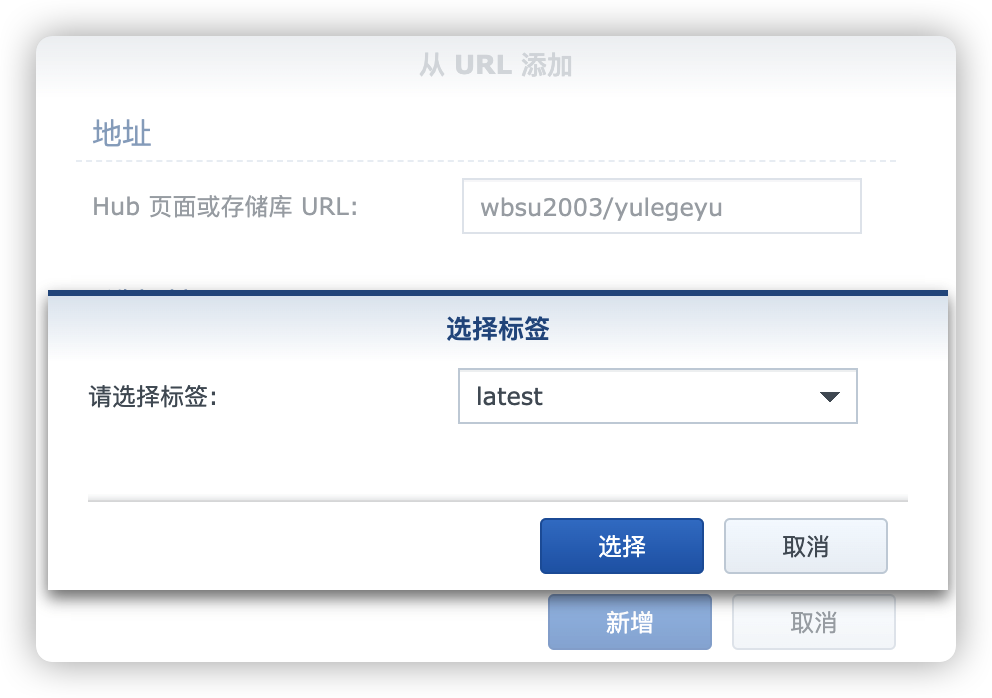 从 URL 添加
地址
Hub 页面或存储库 URL:
wbsu2003/yulegeyu
选择标签
请选择标签:
latest
选择
取消
新增
取消